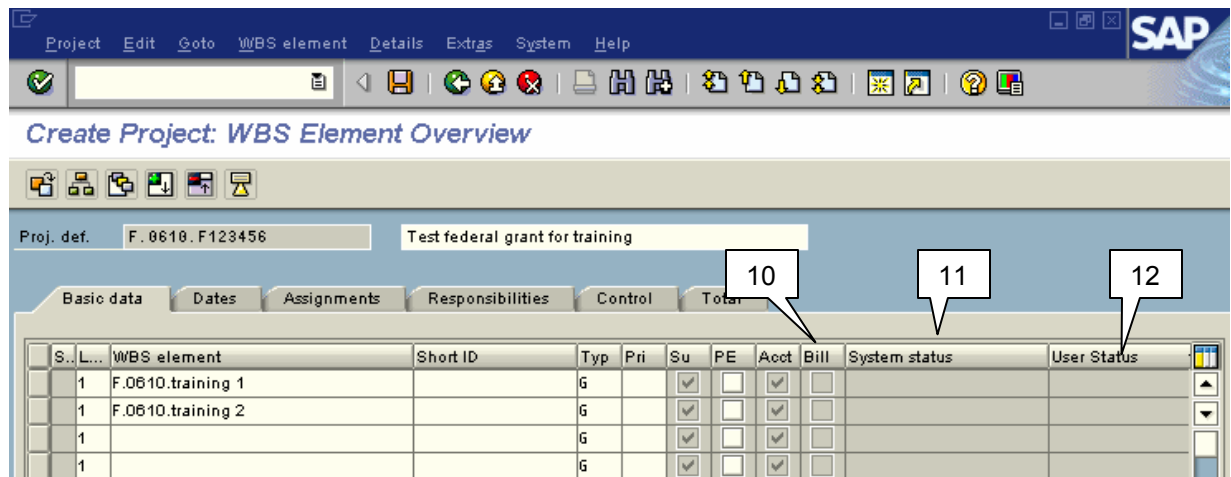 Project Edit Goto WBS element Details Extras System Help
SAP
Create Project: WBS Element Overview
Proj. def. F.0610.F123456 Test federal grant for training
10 11 12
Basic data Dates Assignments Responsibilities Control Total
S.. L... WBS element Short ID Typ Pri Su PE Acct Bill System status User Status
1 F.0610.training 1 G
1 F.0610.training 2 G
1 G
1 G